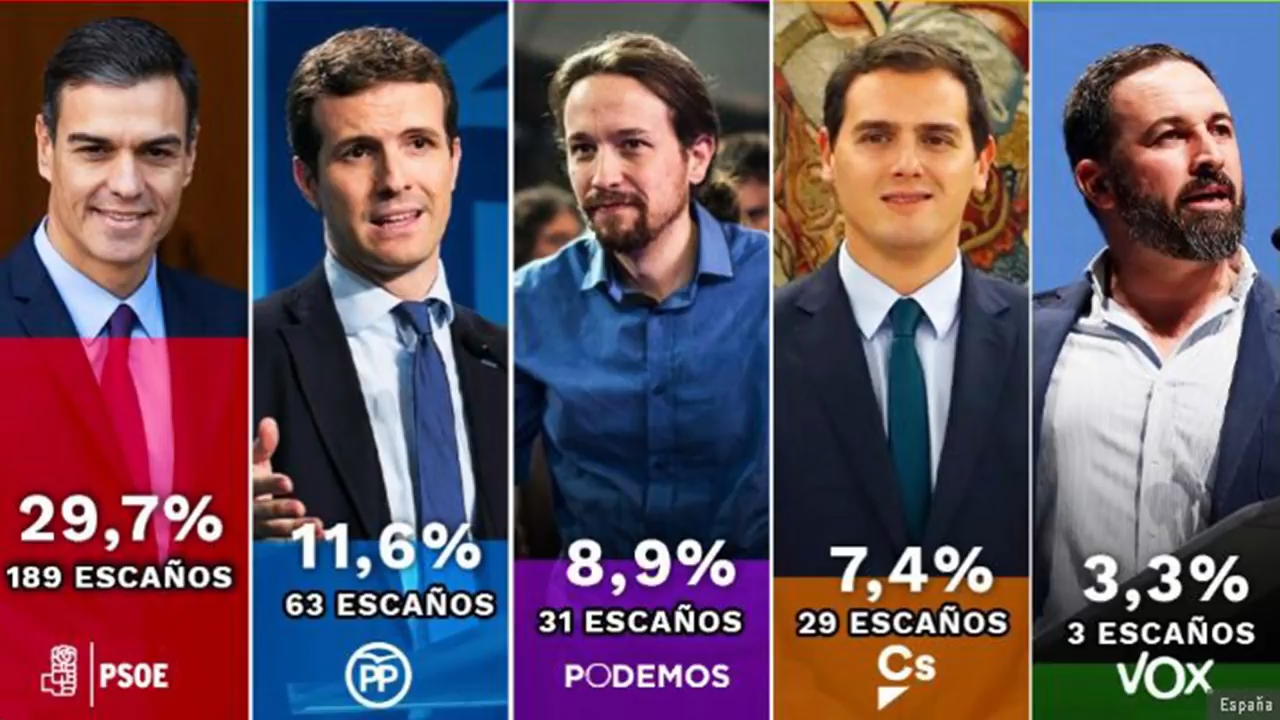 29,7%
189 ESCAÑOS
PSOE
11,6%
63 ESCAÑOS
PP
8,9%
31 ESCAÑOS
PODEMOS
7,4%
29 ESCAÑOS
Cs
3,3%
3 ESCAÑOS
VOX
España